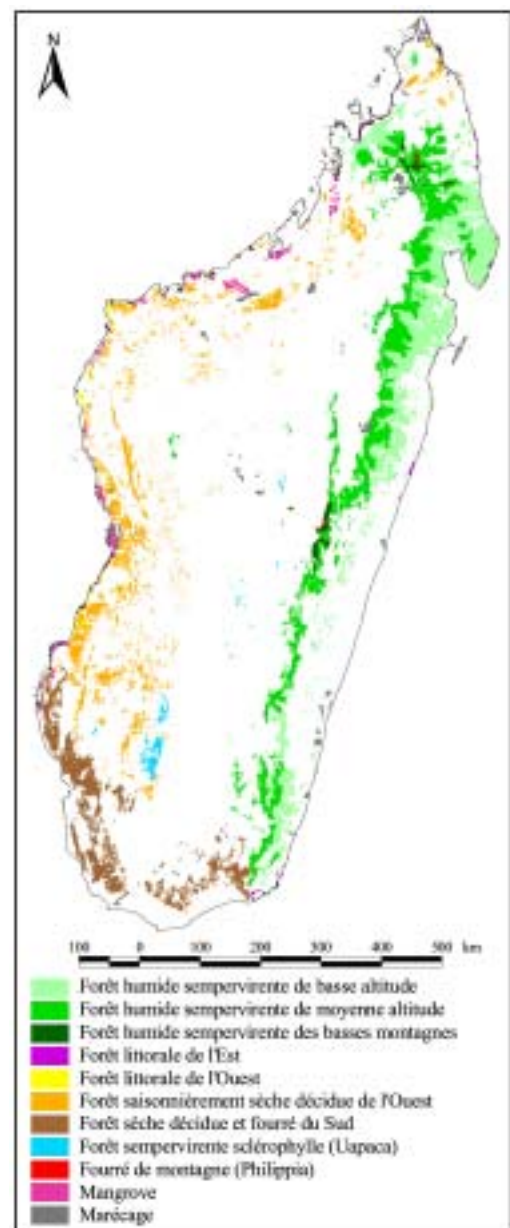 N
100 0 100 200 300 400 500 km
Forêt humide sempervirente de basse altitude
Forêt humide sempervirente de moyenne altitude
Forêt humide sempervirente des basses montagnes
Forêt littorale de l'Est
Forêt littorale de l'Ouest
Forêt saisonnièrement sèche décidue de l'Ouest
Forêt sèche décidue et fourré du Sud
Forêt sempervirente sclérophylle (Uapaca)
Fourré de montagne (Philippia)
Mangrove
Marécage